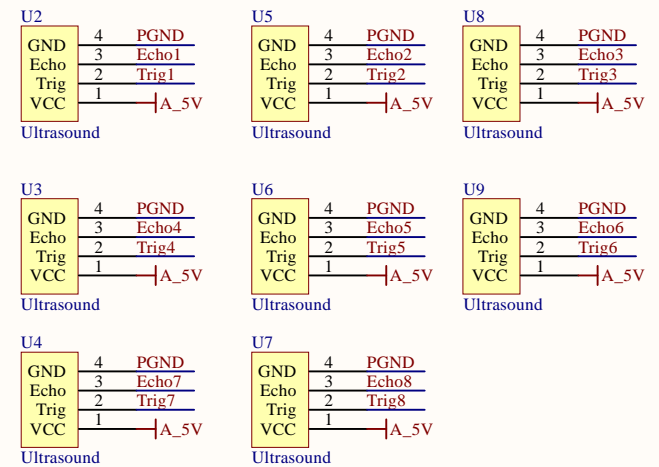 U2
GND 4 PGND
Echo 3 Echo1
Trig 2 Trig1
VCC 1 A_5V
Ultrasound
U5
GND 4 PGND
Echo 3 Echo2
Trig 2 Trig2
VCC 1 A_5V
Ultrasound
U8
GND 4 PGND
Echo 3 Echo3
Trig 2 Trig3
VCC 1 A_5V
Ultrasound
U3
GND 4 PGND
Echo 3 Echo4
Trig 2 Trig4
VCC 1 A_5V
Ultrasound
U6
GND 4 PGND
Echo 3 Echo5
Trig 2 Trig5
VCC 1 A_5V
Ultrasound
U9
GND 4 PGND
Echo 3 Echo6
Trig 2 Trig6
VCC 1 A_5V
Ultrasound
U4
GND 4 PGND
Echo 3 Echo7
Trig 2 Trig7
VCC 1 A_5V
Ultrasound
U7
GND 4 PGND
Echo 3 Echo8
Trig 2 Trig8
VCC 1 A_5V
Ultrasound